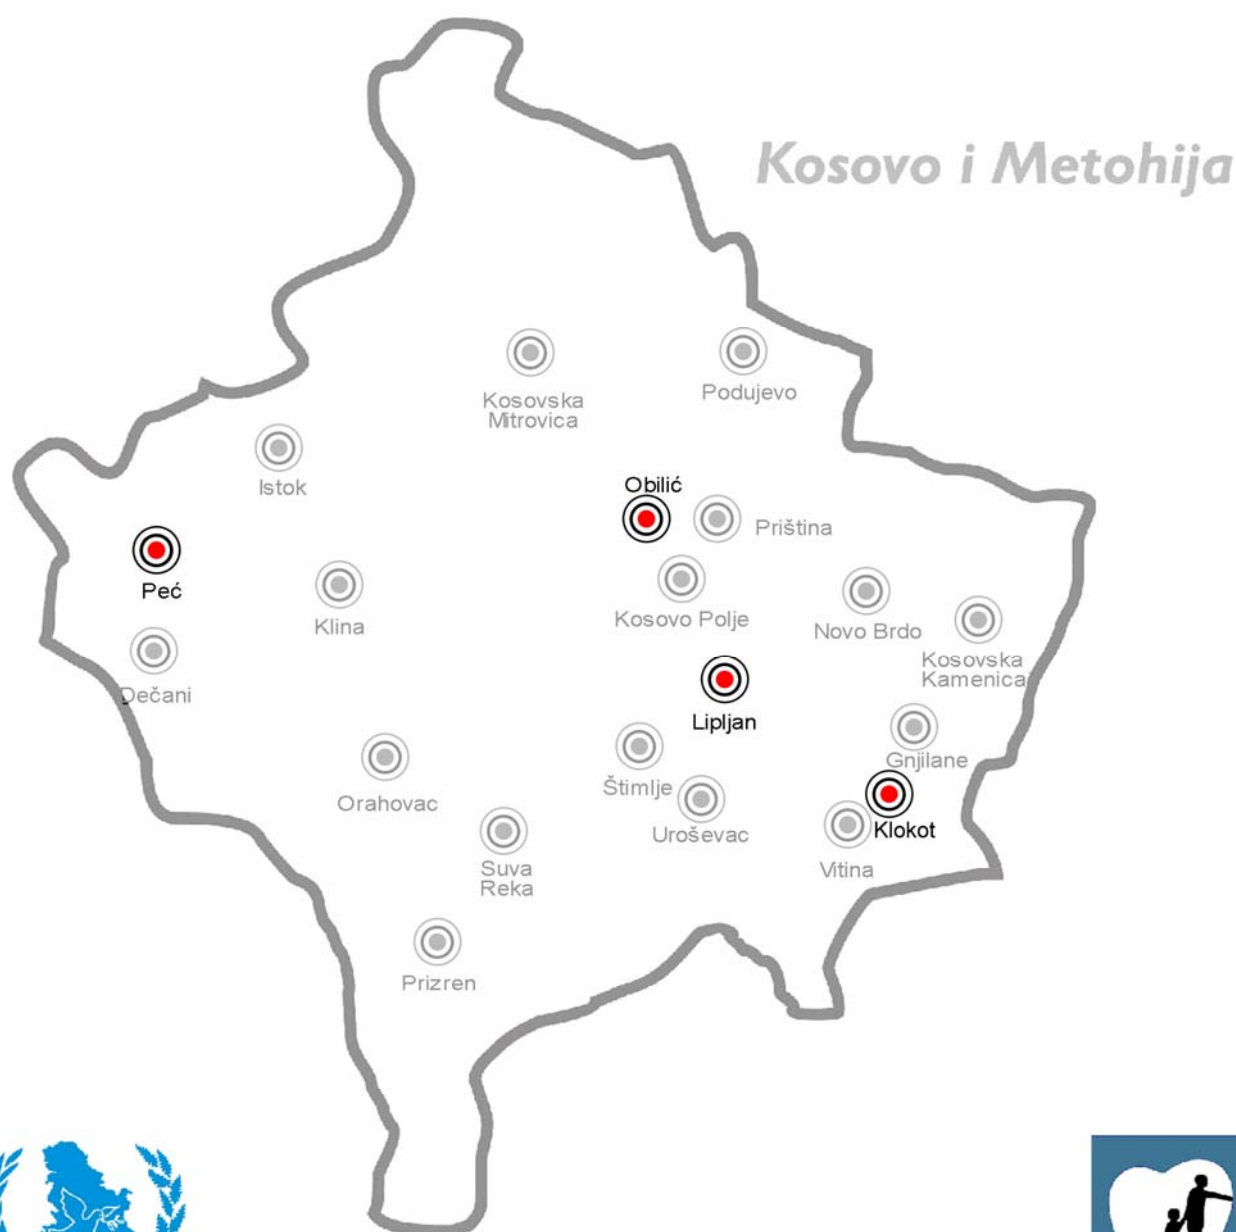 Kosovo i Metohija
Kosovska
Mitrovica
Podujevo
Istok
Obilić
Priština
Peć
Klina
Kosovo Polje
Novo Brdo
Kosovska
Kamenica
Dečani
Lipljan
Gnjilane
Štimlje
Orahovac
Uroševac
Klokot
Suva
Reka
Vitina
Prizren